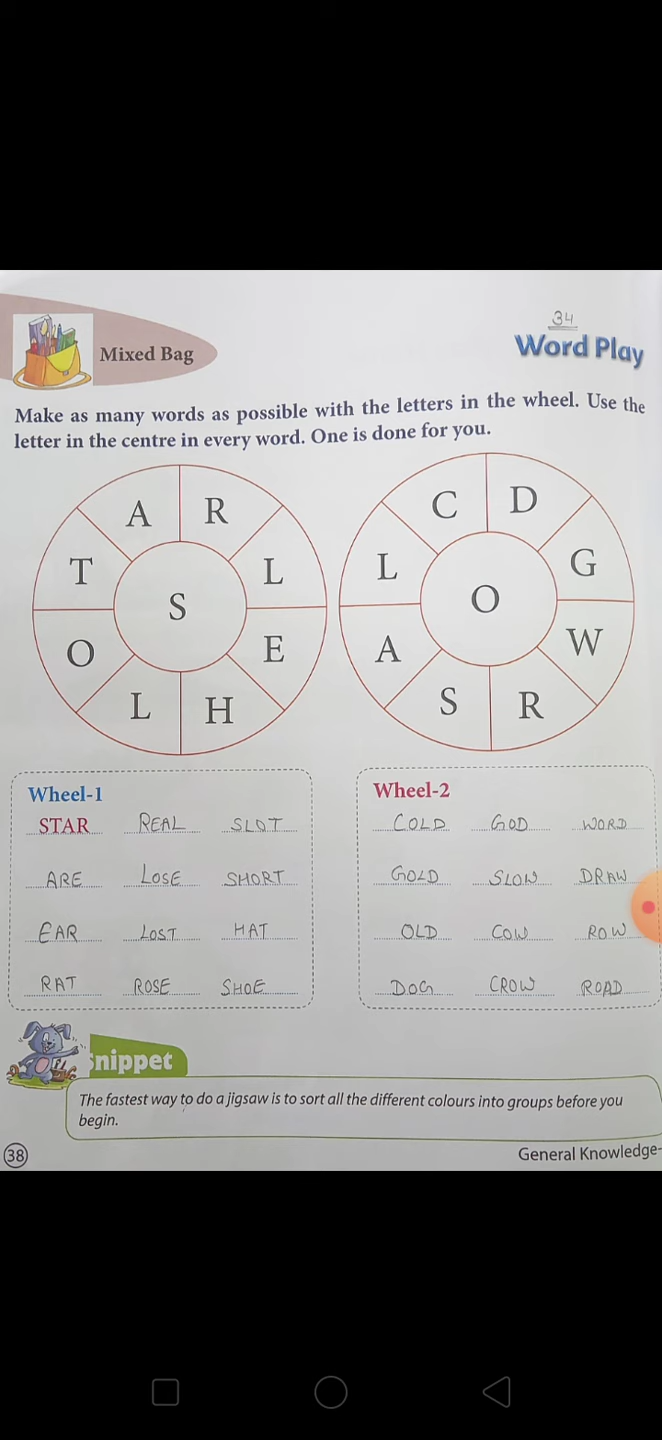 34
Mixed Bag
Word Play
Make as many words as possible with the letters in the wheel. Use the
letter in the centre in every word. One is done for you.
A R
T L
S
O E
L H
C D
L G
O
A W
S R
Wheel-1
STAR REAL SLOT
ARE LOSE SHORT
EAR LOST HAT
RAT ROSE SHOE
Wheel-2
COLD GOD WORD
GOLD SLOW DRAW
OLD COW ROW
DOG CROW ROAD
Snippet
The fastest way to do a jigsaw is to sort all the different colours into groups before you
begin.
38
General Knowledge-